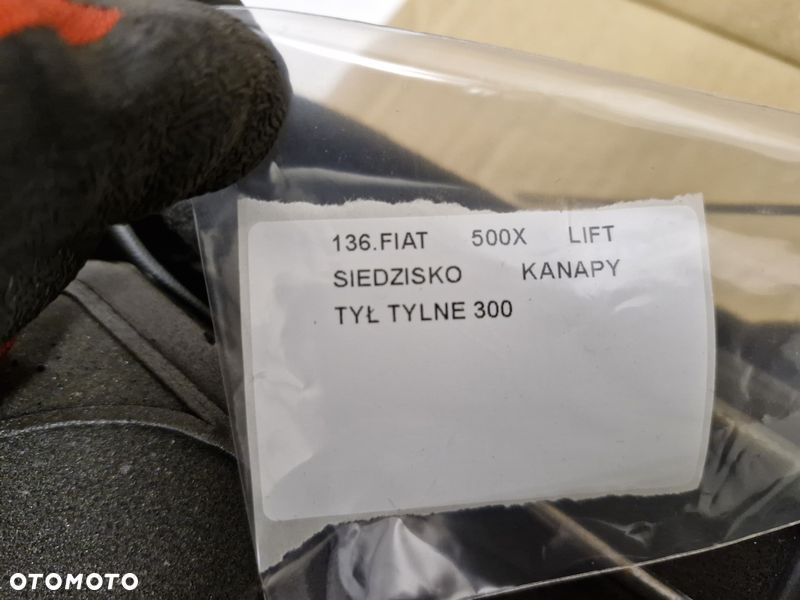 136.FIAT 500X LIFT
SIEDZISKO KANAPY
TYŁ TYLNE 300
OTOMOTO